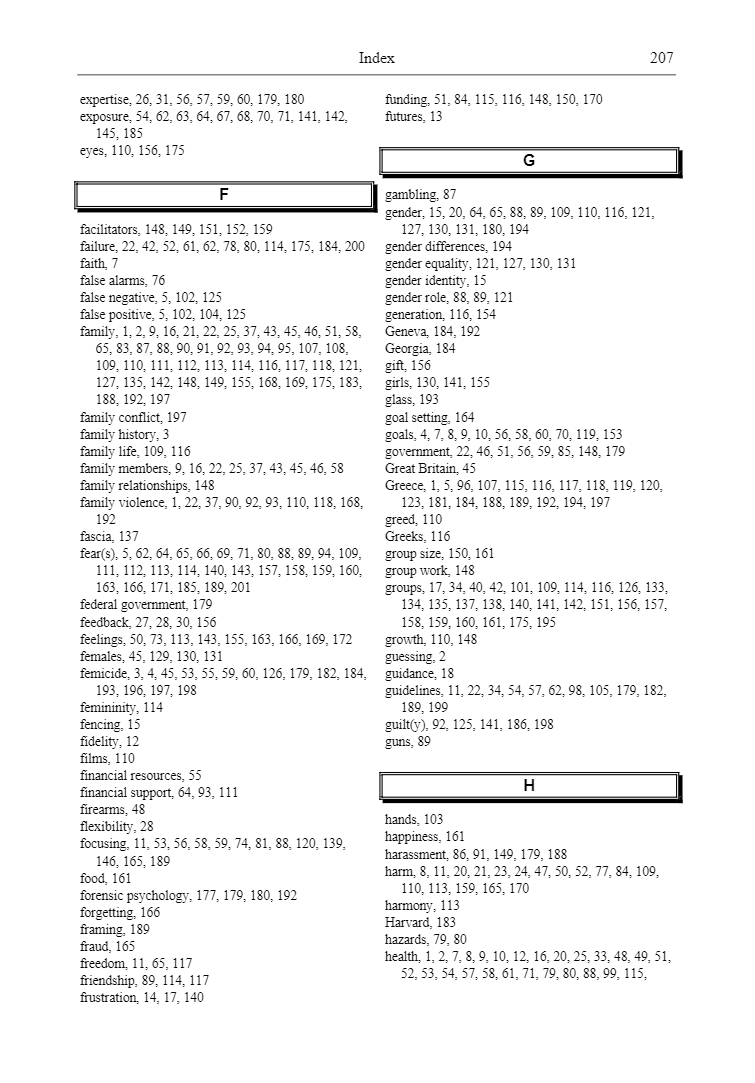 Index 207
expertise, 26, 31, 56, 57, 59, 60, 179, 180
exposure, 54, 62, 63, 64, 67, 68, 70, 71, 141, 142,
145, 185
eyes, 110, 156, 175
F
facilitators, 148, 149, 151, 152, 159
failure, 22, 42, 52, 61, 62, 78, 80, 114, 175, 184, 200
faith, 7
false alarms, 76
false negative, 5, 102, 125
false positive, 5, 102, 104, 125
family, 1, 2, 9, 16, 21, 22, 25, 37, 43, 45, 46, 51, 58,
65, 83, 87, 88, 90, 91, 92, 93, 94, 95, 107, 108,
109, 110, 111, 112, 113, 114, 116, 117, 118, 121,
127, 135, 142, 148, 149, 155, 168, 169, 175, 183,
188, 192, 197
family conflict, 197
family history, 3
family life, 109, 116
family members, 9, 16, 22, 25, 37, 43, 45, 46, 58
family relationships, 148
family violence, 1, 22, 37, 90, 92, 93, 110, 118, 168,
192
fascia, 137
fear(s), 5, 62, 64, 65, 66, 69, 71, 80, 88, 89, 94, 109,
111, 112, 113, 114, 140, 143, 157, 158, 159, 160,
163, 166, 171, 185, 189, 201
federal government, 179
feedback, 27, 28, 30, 156
feelings, 50, 73, 113, 143, 155, 163, 166, 169, 172
females, 45, 129, 130, 131
femicide, 3, 4, 45, 53, 55, 59, 60, 126, 179, 182, 184,
193, 196, 197, 198
femininity, 114
fencing, 15
fidelity, 12
films, 110
financial resources, 55
financial support, 64, 93, 111
firearms, 48
flexibility, 28
focusing, 11, 53, 56, 58, 59, 74, 81, 88, 120, 139,
146, 165, 189
food, 161
forensic psychology, 177, 179, 180, 192
forgetting, 166
framing, 189
fraud, 165
freedom, 11, 65, 117
friendship, 89, 114, 117
frustration, 14, 17, 140
funding, 51, 84, 115, 116, 148, 150, 170
futures, 13
G
gambling, 87
gender, 15, 20, 64, 65, 88, 89, 109, 110, 116, 121,
127, 130, 131, 180, 194
gender differences, 194
gender equality, 121, 127, 130, 131
gender identity, 15
gender role, 88, 89, 121
generation, 116, 154
Geneva, 184, 192
Georgia, 184
gift, 156
girls, 130, 141, 155
glass, 193
goal setting, 164
goals, 4, 7, 8, 9, 10, 56, 58, 60, 70, 119, 153
government, 22, 46, 51, 56, 59, 85, 148, 179
Great Britain, 45
Greece, 1, 5, 96, 107, 115, 116, 117, 118, 119, 120,
123, 181, 184, 188, 189, 192, 194, 197
greed, 110
Greeks, 116
group size, 150, 161
group work, 148
groups, 17, 34, 40, 42, 101, 109, 114, 116, 126, 133,
134, 135, 137, 138, 140, 141, 142, 151, 156, 157,
158, 159, 160, 161, 175, 195
growth, 110, 148
guessing, 2
guidance, 18
guidelines, 11, 22, 34, 54, 57, 62, 98, 105, 179, 182,
189, 199
guilt(y), 92, 125, 141, 186, 198
guns, 89
H
hands, 103
happiness, 161
harassment, 86, 91, 149, 179, 188
harm, 8, 11, 20, 21, 23, 24, 47, 50, 52, 77, 84, 109,
110, 113, 159, 165, 170
harmony, 113
Harvard, 183
hazards, 79, 80
health, 1, 2, 7, 8, 9, 10, 12, 16, 20, 25, 33, 48, 49, 51,
52, 53, 54, 57, 58, 61, 71, 79, 80, 88, 99, 115,